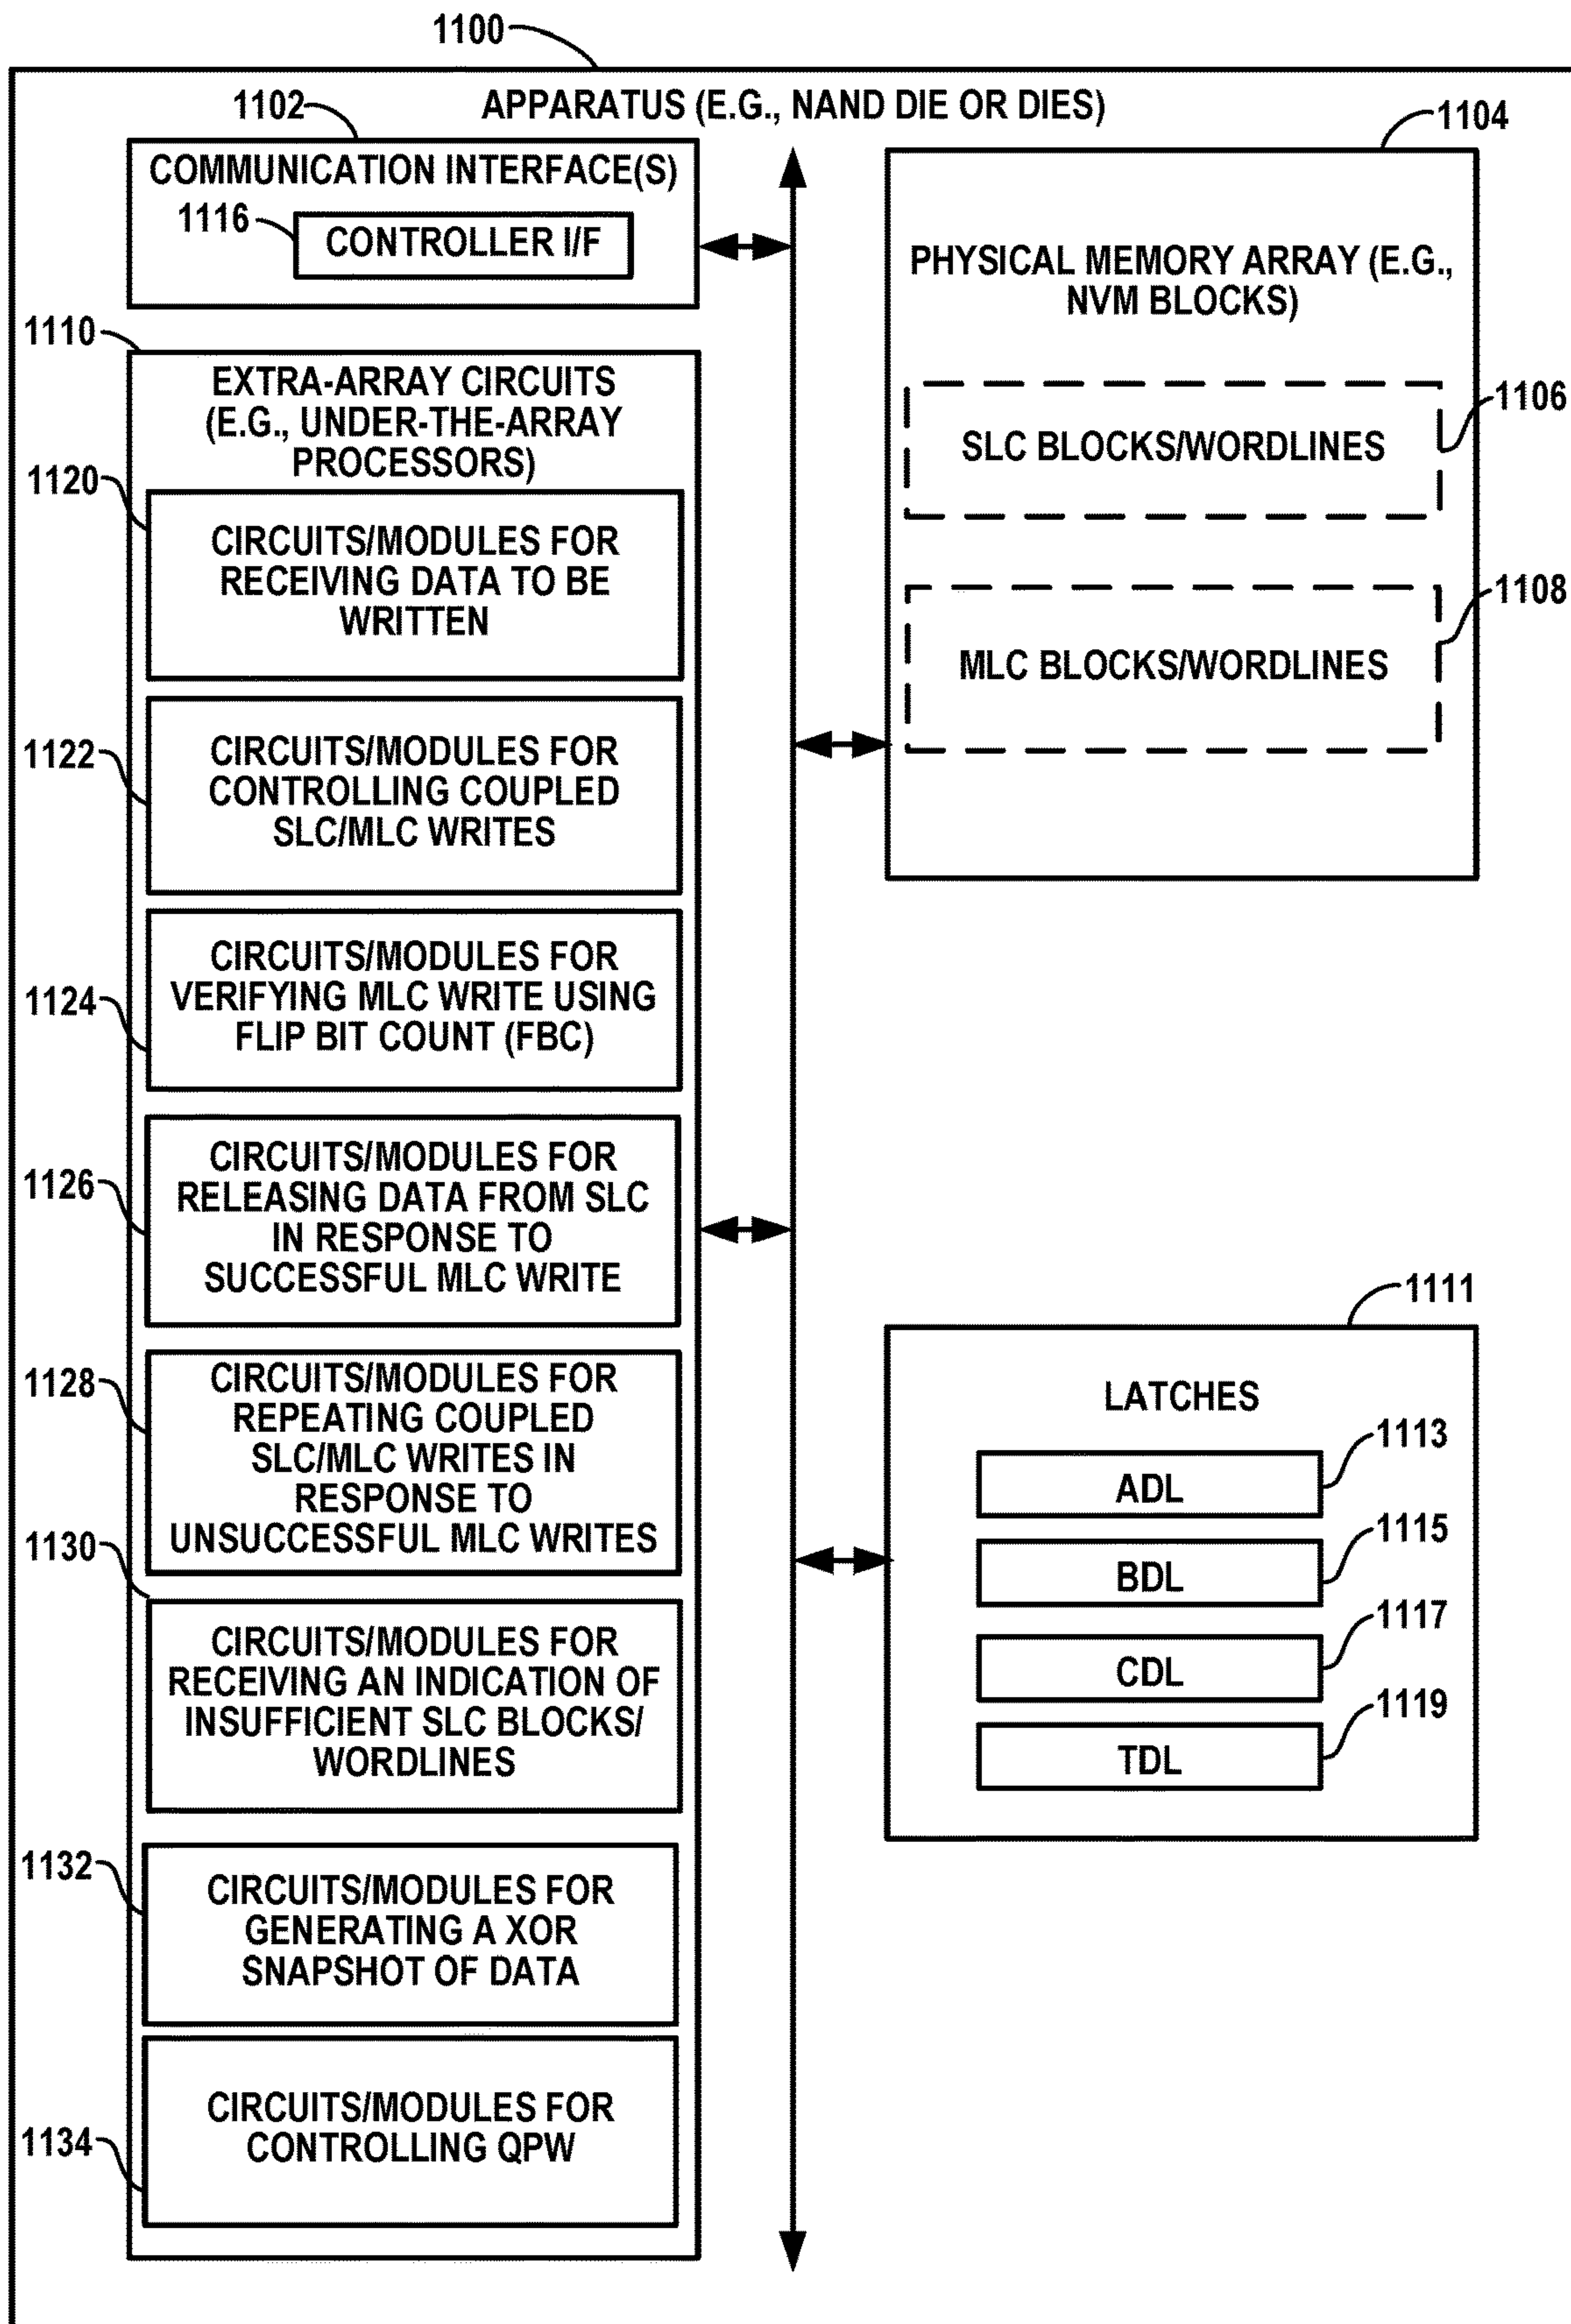 1100
APPARATUS (E.G., NAND DIE OR DIES)
1102
COMMUNICATION INTERFACE(S)
1116
CONTROLLER I/F
1104
PHYSICAL MEMORY ARRAY (E.G.,
NVM BLOCKS)
1106
SLC BLOCKS/WORDLINES
1108
MLC BLOCKS/WORDLINES
1110
EXTRA-ARRAY CIRCUITS
(E.G., UNDER-THE-ARRAY
PROCESSORS)
1120
CIRCUITS/MODULES FOR
RECEIVING DATA TO BE
WRITTEN
1122
CIRCUITS/MODULES FOR
CONTROLLING COUPLED
SLC/MLC WRITES
1124
CIRCUITS/MODULES FOR
VERIFYING MLC WRITE USING
FLIP BIT COUNT (FBC)
1126
CIRCUITS/MODULES FOR
RELEASING DATA FROM SLC
IN RESPONSE TO
SUCCESSFUL MLC WRITE
1128
CIRCUITS/MODULES FOR
REPEATING COUPLED
SLC/MLC WRITES IN
RESPONSE TO
UNSUCCESSFUL MLC WRITES
1130
CIRCUITS/MODULES FOR
RECEIVING AN INDICATION OF
INSUFFICIENT SLC BLOCKS/
WORDLINES
1132
CIRCUITS/MODULES FOR
GENERATING A XOR
SNAPSHOT OF DATA
1134
CIRCUITS/MODULES FOR
CONTROLLING QPW
1111
LATCHES
1113
ADL
1115
BDL
1117
CDL
1119
TDL